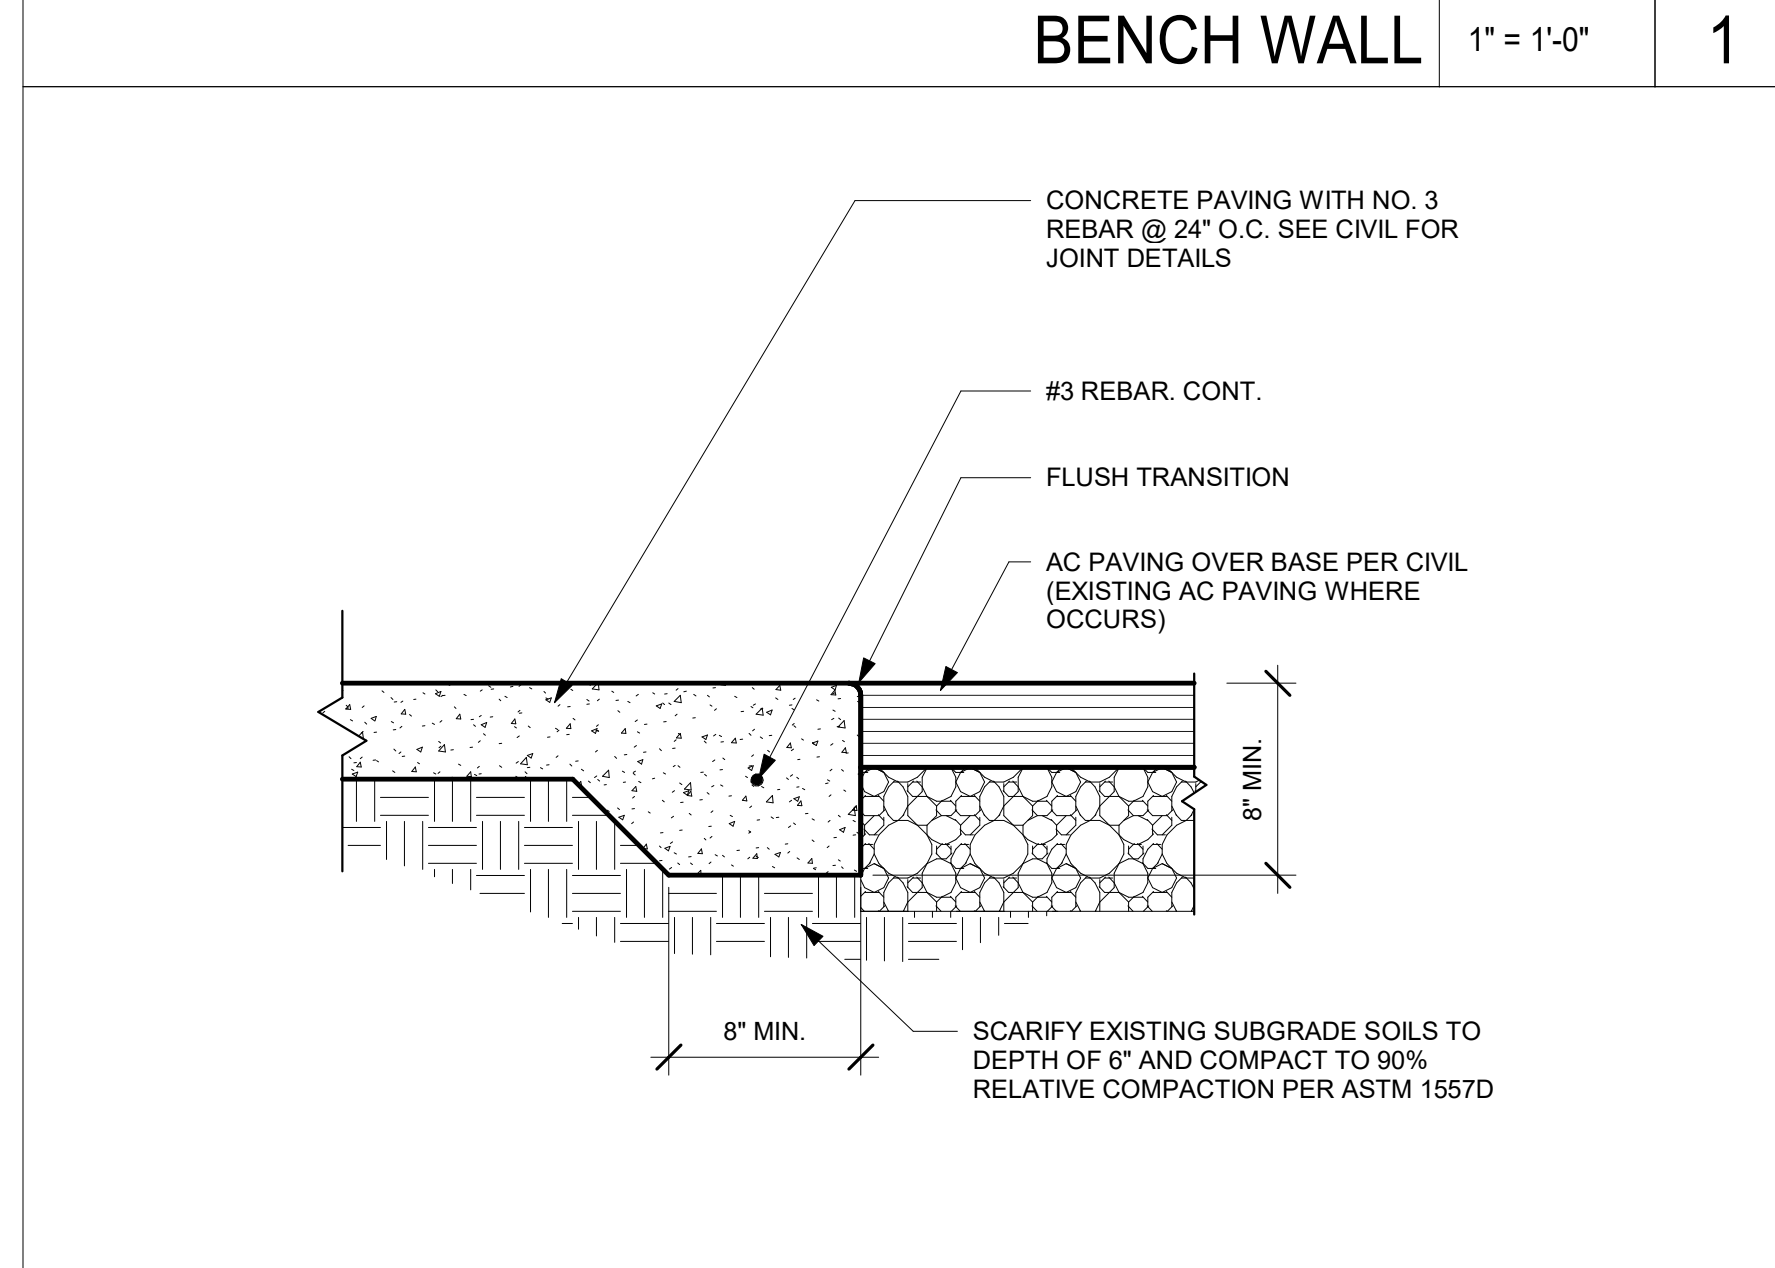 BENCH WALL
1" = 1'-0"
1
CONCRETE PAVING WITH NO. 3
REBAR @ 24" O.C. SEE CIVIL FOR
JOINT DETAILS
#3 REBAR. CONT.
FLUSH TRANSITION
AC PAVING OVER BASE PER CIVIL
(EXISTING AC PAVING WHERE
OCCURS)
8" MIN.
8" MIN.
SCARIFY EXISTING SUBGRADE SOILS TO
DEPTH OF 6" AND COMPACT TO 90%
RELATIVE COMPACTION PER ASTM 1557D